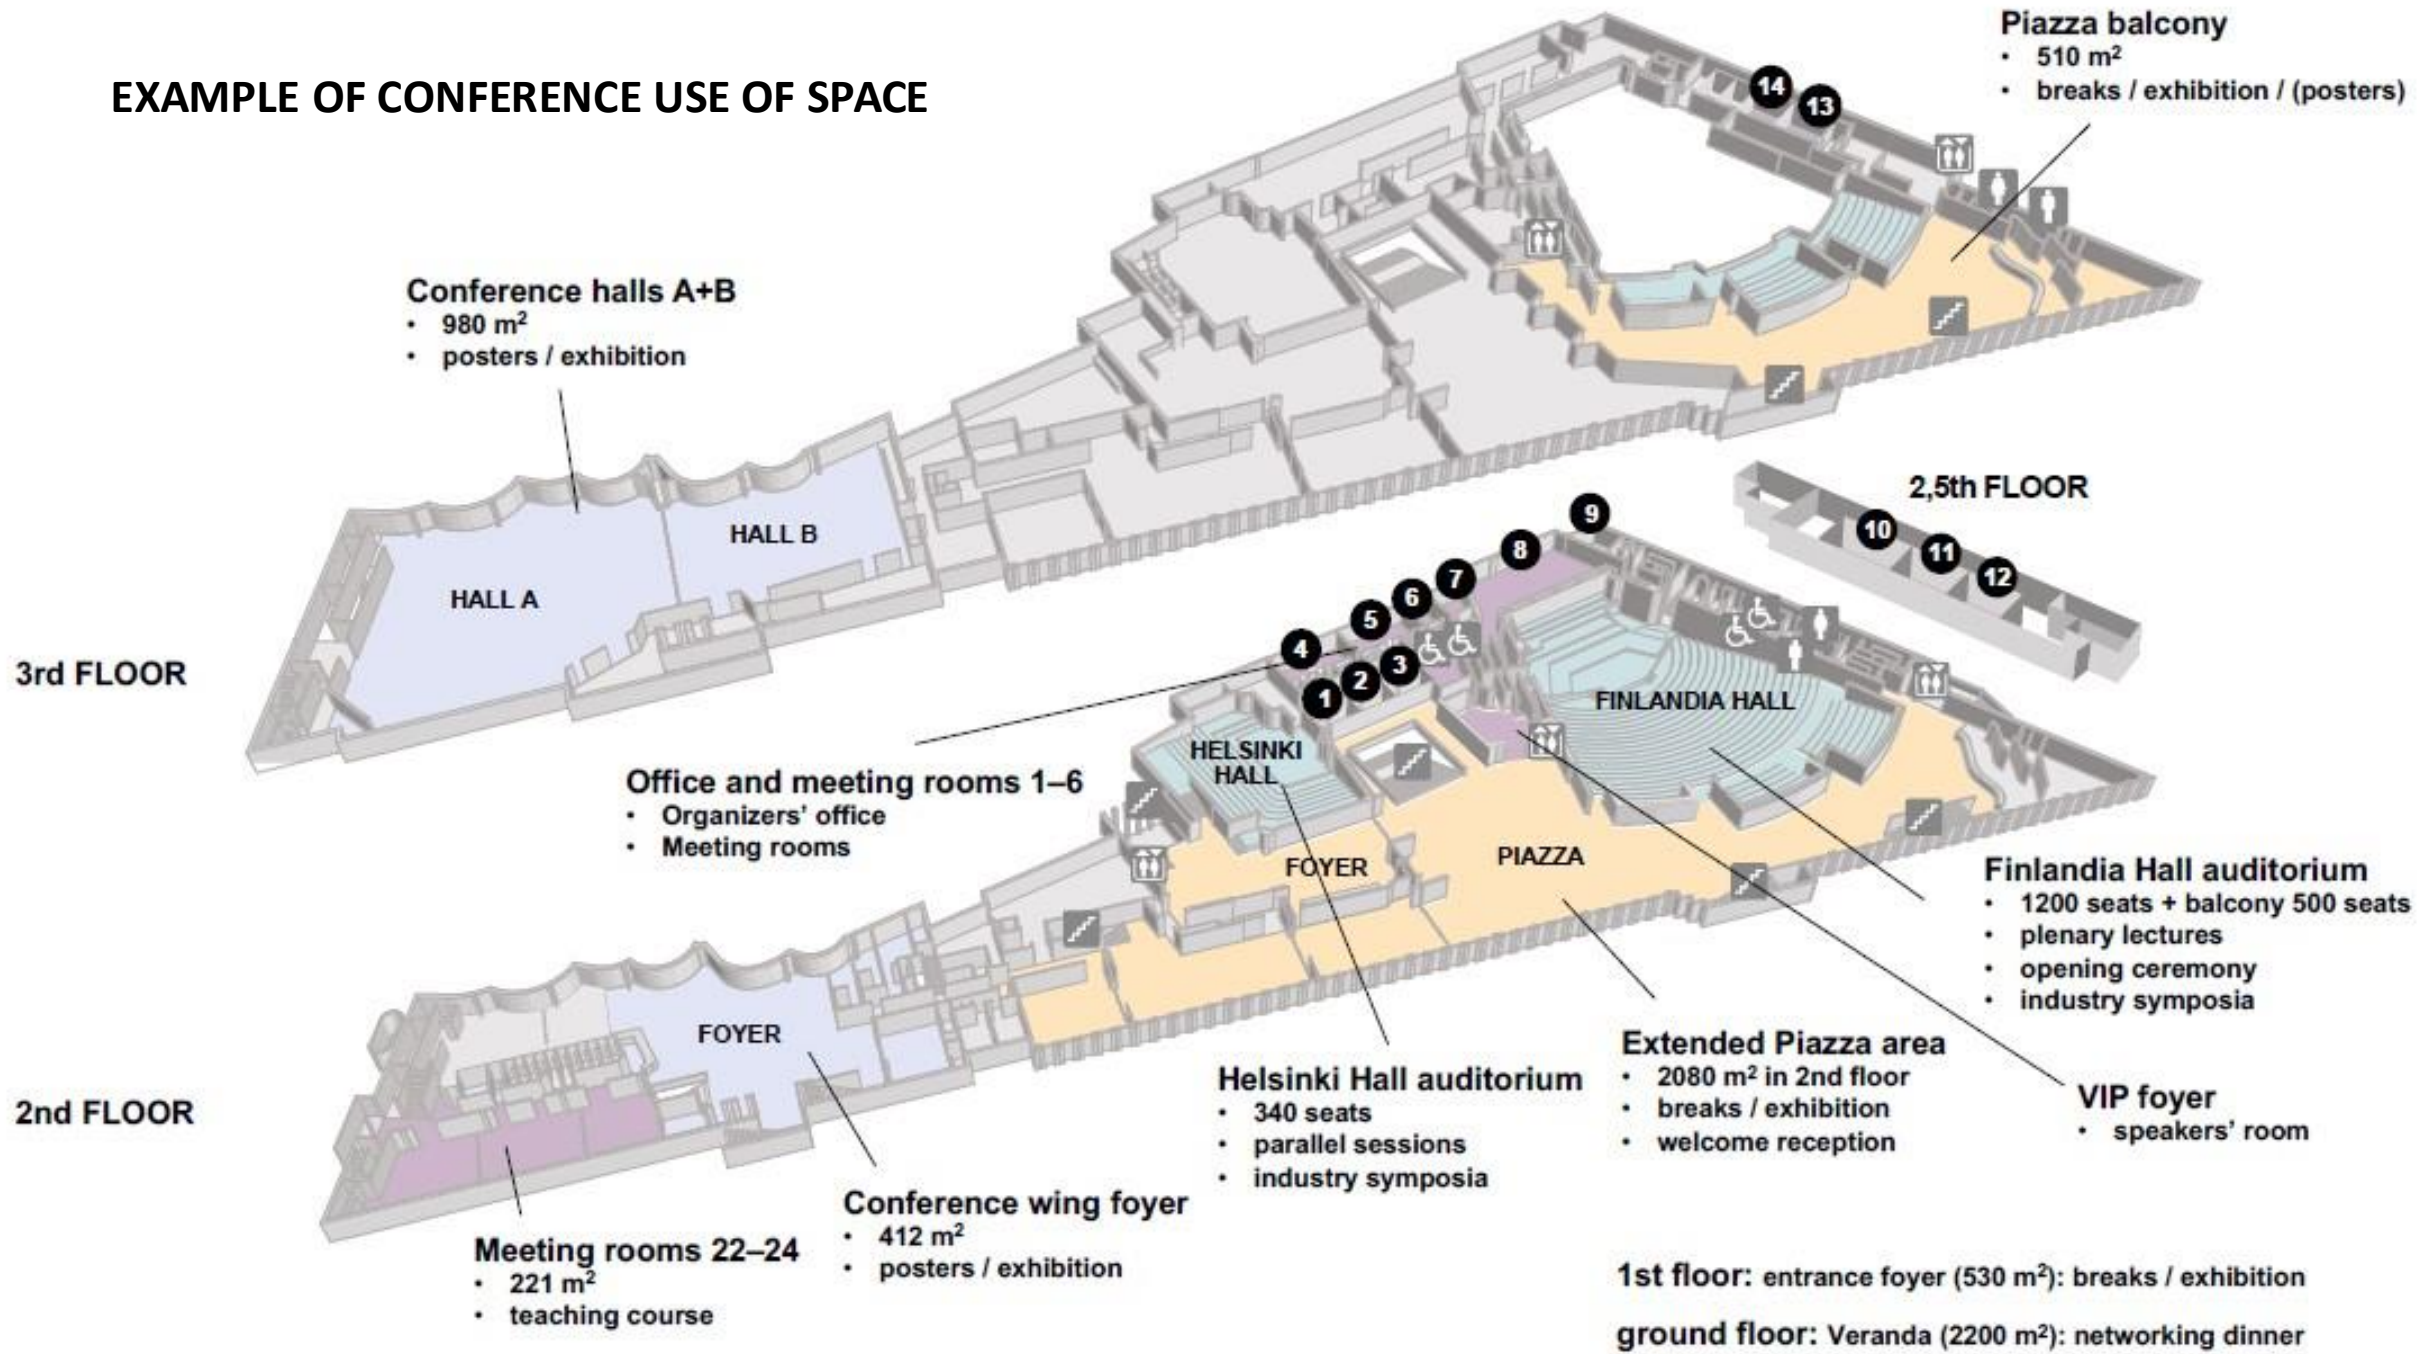 EXAMPLE OF CONFERENCE USE OF SPACE
Piazza balcony
• 510 m²
• breaks / exhibition / (posters)
14
13
Conference halls A+B
• 980 m²
• posters / exhibition
HALL B
HALL A
3rd FLOOR
2,5th FLOOR
10
11
12
9
8
7
6
5
4
3
2
1
FINLANDIA HALL
HELSINKI
HALL
Office and meeting rooms 1–6
• Organizers’ office
• Meeting rooms
FOYER
PIAZZA
Finlandia Hall auditorium
• 1200 seats + balcony 500 seats
• plenary lectures
• opening ceremony
• industry symposia
FOYER
2nd FLOOR
Extended Piazza area
• 2080 m² in 2nd floor
• breaks / exhibition
• welcome reception
Helsinki Hall auditorium
• 340 seats
• parallel sessions
• industry symposia
VIP foyer
• speakers’ room
Conference wing foyer
• 412 m²
• posters / exhibition
Meeting rooms 22–24
• 221 m²
• teaching course
1st floor: entrance foyer (530 m²): breaks / exhibition
ground floor: Veranda (2200 m²): networking dinner